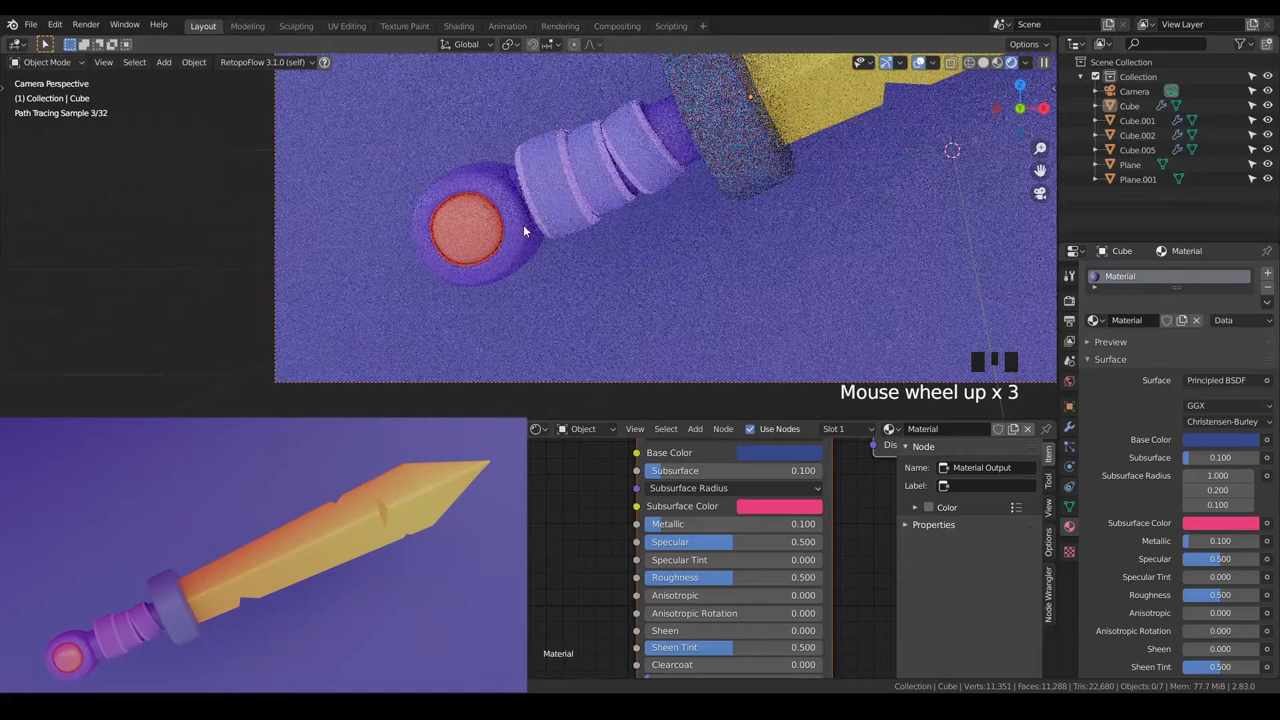 File Edit Render Window Help Layout Modeling Sculpting UV Editing Texture Paint Shading Animation Rendering Compositing Scripting + Scene View Layer
Global Options
Object Mode View Select Add Object RetopoFlow 3.1.0 (self) ?
Camera Perspective
(1) Collection | Cube
Path Tracing Sample 3/32
Mouse wheel up x 3
Scene Collection
Collection
Camera
Cube
Cube.001
Cube.002
Cube.005
Plane
Plane.001
Cube > Material
Material
Material Data
Preview
Surface
Surface Principled BSDF
GGX
Christensen-Burley
Base Color
Subsurface 0.100
Subsurface Radius 1.000
0.200
0.100
Subsurface Color
Metallic 0.100
Specular 0.500
Specular Tint 0.000
Roughness 0.500
Anisotropic 0.000
Anisotropic Rotation 0.000
Sheen 0.000
Sheen Tint 0.500
Object View Select Add Node Use Nodes Slot 1 Material
Base Color
Subsurface 0.100
Subsurface Radius
Subsurface Color
Metallic 0.100
Specular 0.500
Specular Tint 0.000
Roughness 0.500
Anisotropic 0.000
Anisotropic Rotation 0.000
Sheen 0.000
Sheen Tint 0.500
Clearcoat 0.000
Material
Dis
Node
Name: Material Output
Label:
Color
Properties
Item
Tool
View
Options
Node Wrangler
Collection | Cube | Verts:11,351 | Faces:11,288 | Tris:22,680 | Objects:0/7 | Mem: 77.7 MiB | 2.83.0